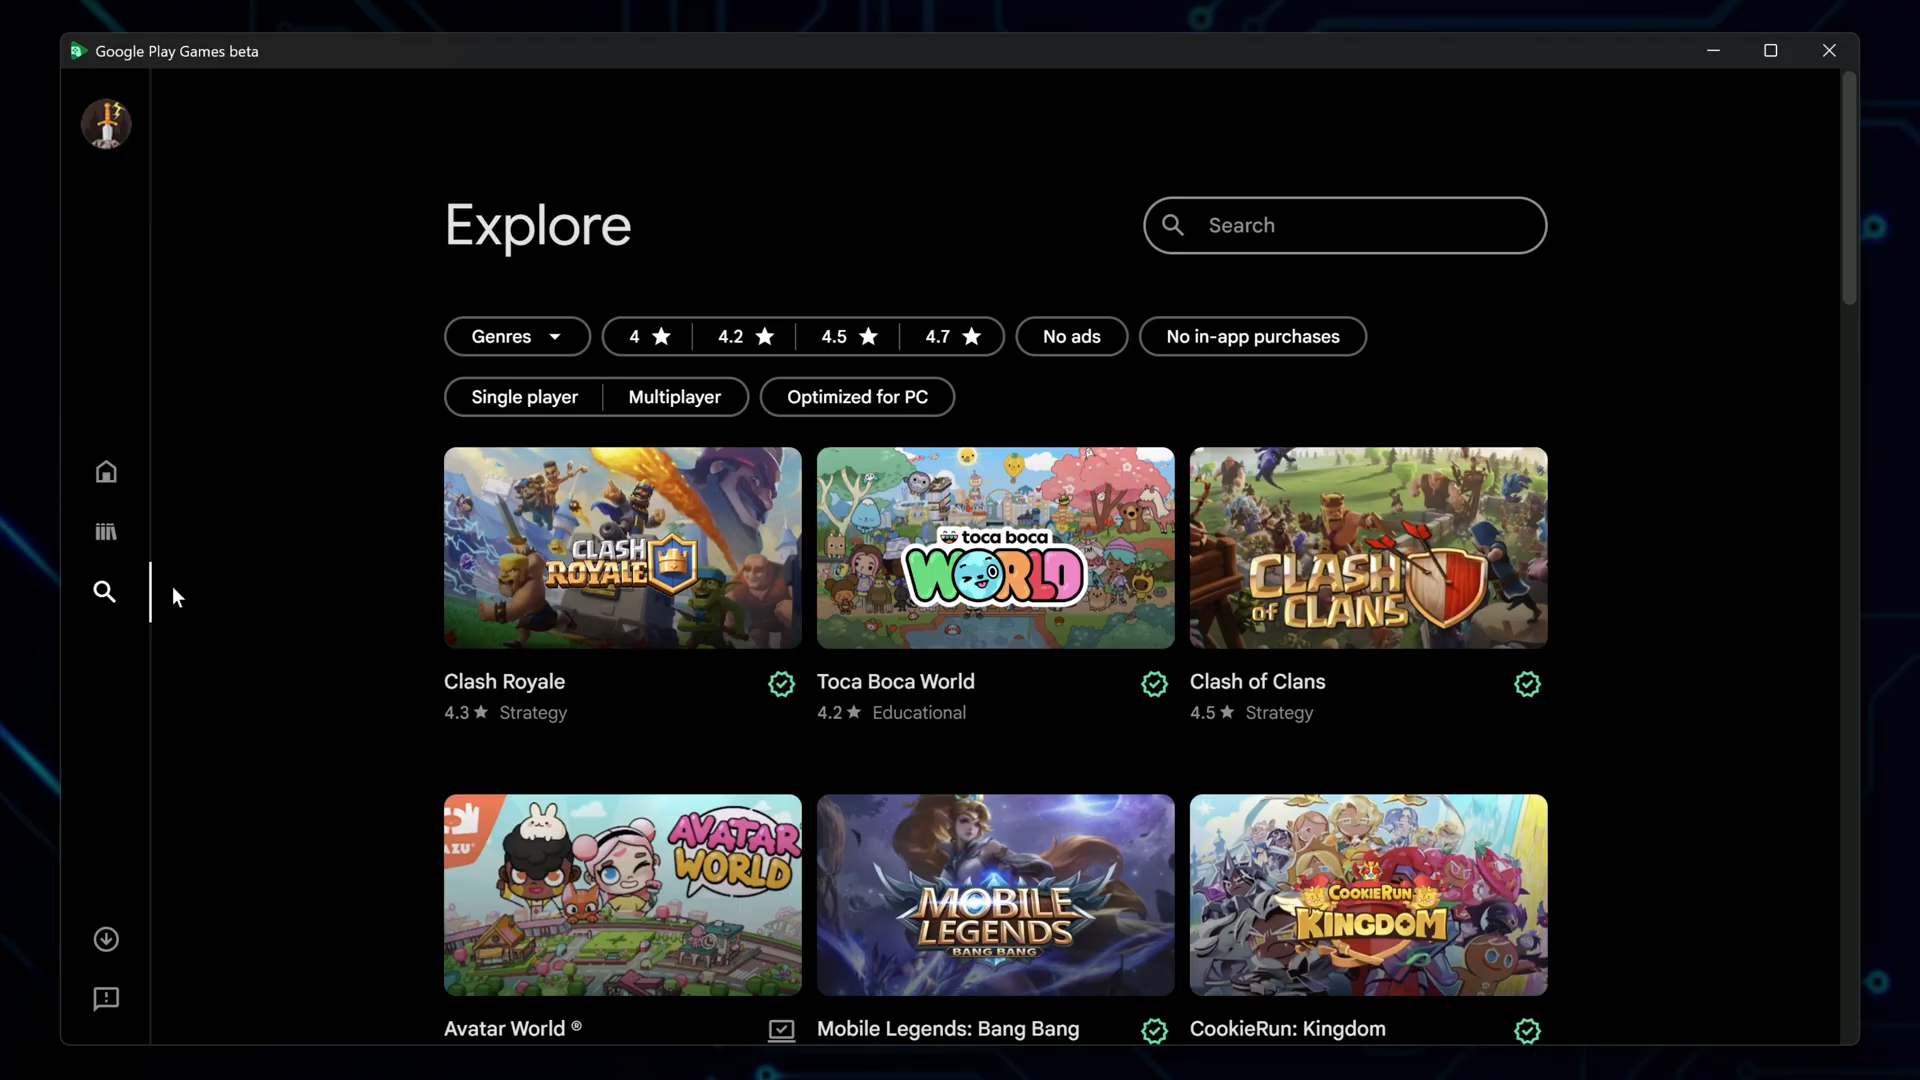 Google Play Games beta
Explore
Search
Genres
4 ★ 4.2 ★ 4.5 ★ 4.7 ★
No ads
No in-app purchases
Single player
Multiplayer
Optimized for PC
CLASH
ROYALE
toca boca
WORLD
CLASH
OF CLANS
Clash Royale
4.3 ★ Strategy
Toca Boca World
4.2 ★ Educational
Clash of Clans
4.5 ★ Strategy
AZU®
AVATAR
WORLD
MOBILE
LEGENDS
BANG BANG
COOKIERUN
KINGDOM
Avatar World ®
Mobile Legends: Bang Bang
CookieRun: Kingdom